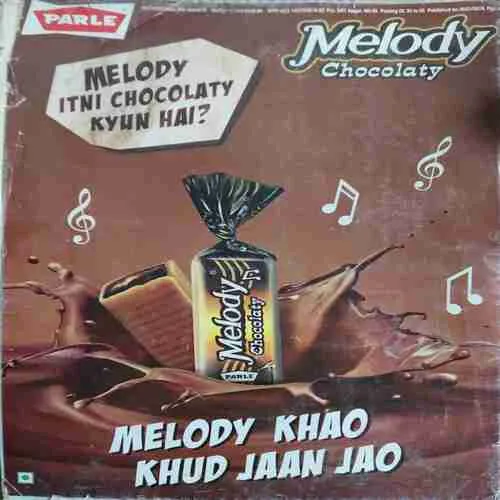 PARLE
Melody
Chocolaty
MELODY
ITNI CHOCOLATY
KYUN HAI?
Melody
Chocolaty
PARLE
MELODY KHAO
KHUD JAAN JAO